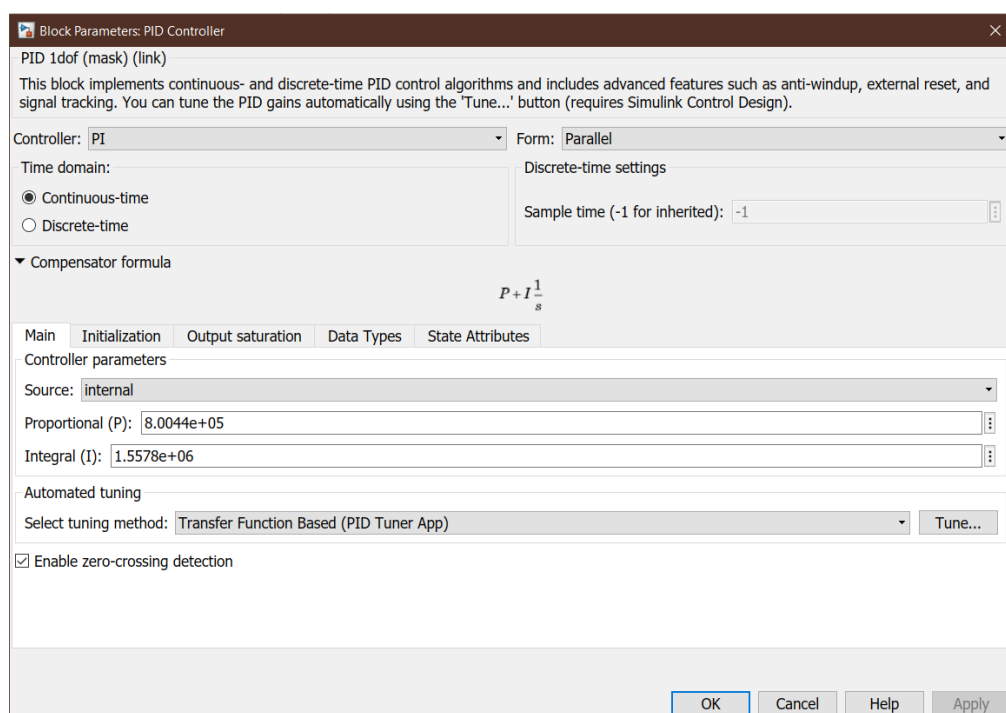 Block Parameters: PID Controller
PID 1dof (mask) (link)
This block implements continuous- and discrete-time PID control algorithms and includes advanced features such as anti-windup, external reset, and
signal tracking. You can tune the PID gains automatically using the 'Tune...' button (requires Simulink Control Design).
Controller: PI Form: Parallel
Time domain: Discrete-time settings
Continuous-time
Sample time (-1 for inherited): -1
Discrete-time
Compensator formula
P+I 1/s
Main Initialization Output saturation Data Types State Attributes
Controller parameters
Source: internal
Proportional (P): 8.0044e+05
Integral (I): 1.5578e+06
Automated tuning
Select tuning method: Transfer Function Based (PID Tuner App) Tune...
Enable zero-crossing detection
OK Cancel Help Apply